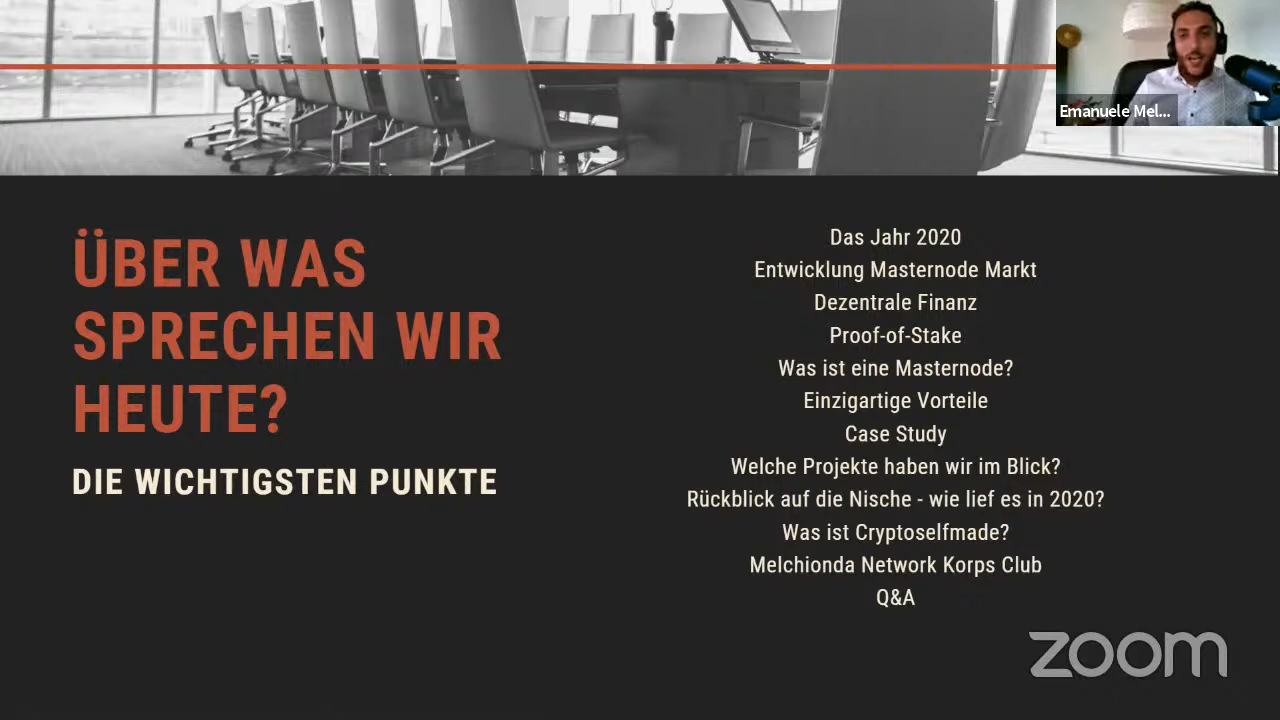 Emanuele Mel...
ÜBER WAS
SPRECHEN WIR
HEUTE?
DIE WICHTIGSTEN PUNKTE
Das Jahr 2020
Entwicklung Masternode Markt
Dezentrale Finanz
Proof-of-Stake
Was ist eine Masternode?
Einzigartige Vorteile
Case Study
Welche Projekte haben wir im Blick?
Rückblick auf die Nische - wie lief es in 2020?
Was ist Cryptoselfmade?
Melchionda Network Korps Club
Q&A
zoom